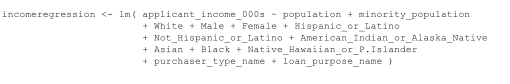 incomeregression <- lm( applicant_income_000s ~ population + minority_population
+ White + Male + Female + Hispanic_or_Latino
+ Not_Hispanic_or_Latino + American_Indian_or_Alaska_Native
+ Asian + Black + Native_Hawaiian_or_P.Islander
+ purchaser_type_name + loan_purpose_name )